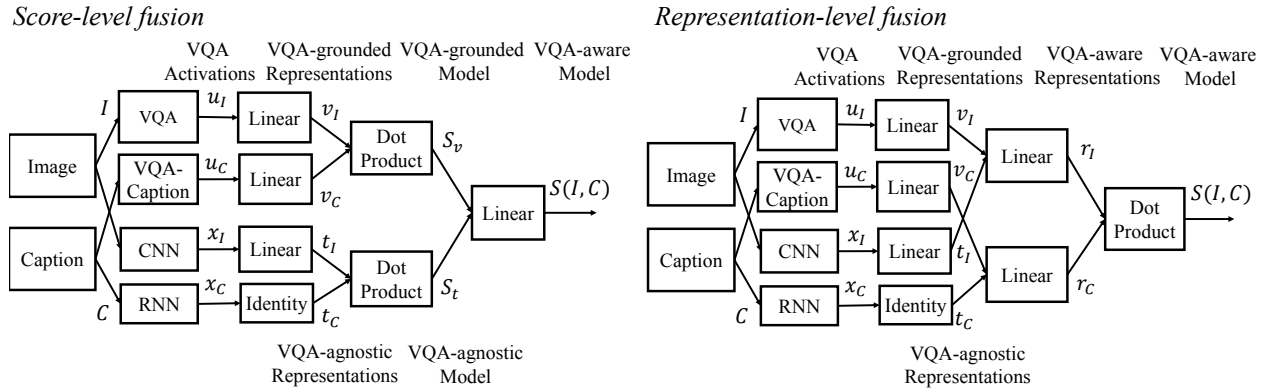 Score-level fusion
VQA Activations
VQA-grounded Representations
VQA-grounded Model
VQA-aware Model
Image
Caption
I
C
VQA
VQA-Caption
CNN
RNN
u_I
u_C
x_I
x_C
Linear
Linear
Linear
Identity
v_I
v_C
t_I
t_C
Dot Product
Dot Product
S_v
S_t
Linear
S(I, C)
VQA-agnostic Representations
VQA-agnostic Model
Representation-level fusion
VQA Activations
VQA-grounded Representations
VQA-aware Representations
VQA-aware Model
Image
Caption
I
C
VQA
VQA-Caption
CNN
RNN
u_I
u_C
x_I
x_C
Linear
Linear
Linear
Identity
v_I
v_C
t_I
t_C
Linear
Linear
r_I
r_C
Dot Product
S(I, C)
VQA-agnostic Representations